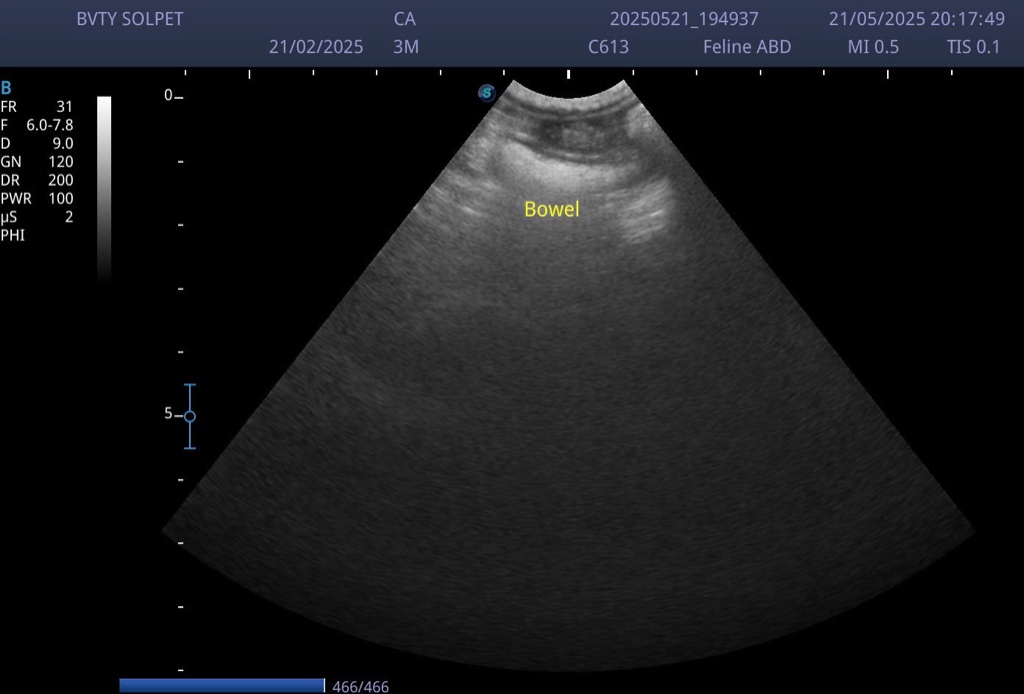 BVTY SOLPET CA 20250521_194937 21/05/2025 20:17:49
21/02/2025 3M C613 Feline ABD MI 0.5 TIS 0.1
B
FR 31
F 6.0-7.8
D 9.0
GN 120
DR 200
PWR 100
µS 2
PHI
0
S
Bowel
5
466/466